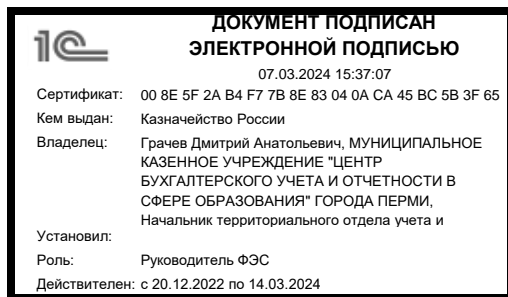 1С
ДОКУМЕНТ ПОДПИСАН
ЭЛЕКТРОННОЙ ПОДПИСЬЮ
07.03.2024 15:37:07
Сертификат: 00 8E 5F 2A B4 F7 7B 8E 83 04 0A CA 45 BC 5B 3F 65
Кем выдан: Казначейство России
Владелец: Грачев Дмитрий Анатольевич, МУНИЦИПАЛЬНОЕ
КАЗЕННОЕ УЧРЕЖДЕНИЕ "ЦЕНТР
БУХГАЛТЕРСКОГО УЧЕТА И ОТЧЕТНОСТИ В
СФЕРЕ ОБРАЗОВАНИЯ" ГОРОДА ПЕРМИ,
Начальник территориального отдела учета и
Установил:
Роль: Руководитель ФЭС
Действителен: с 20.12.2022 по 14.03.2024